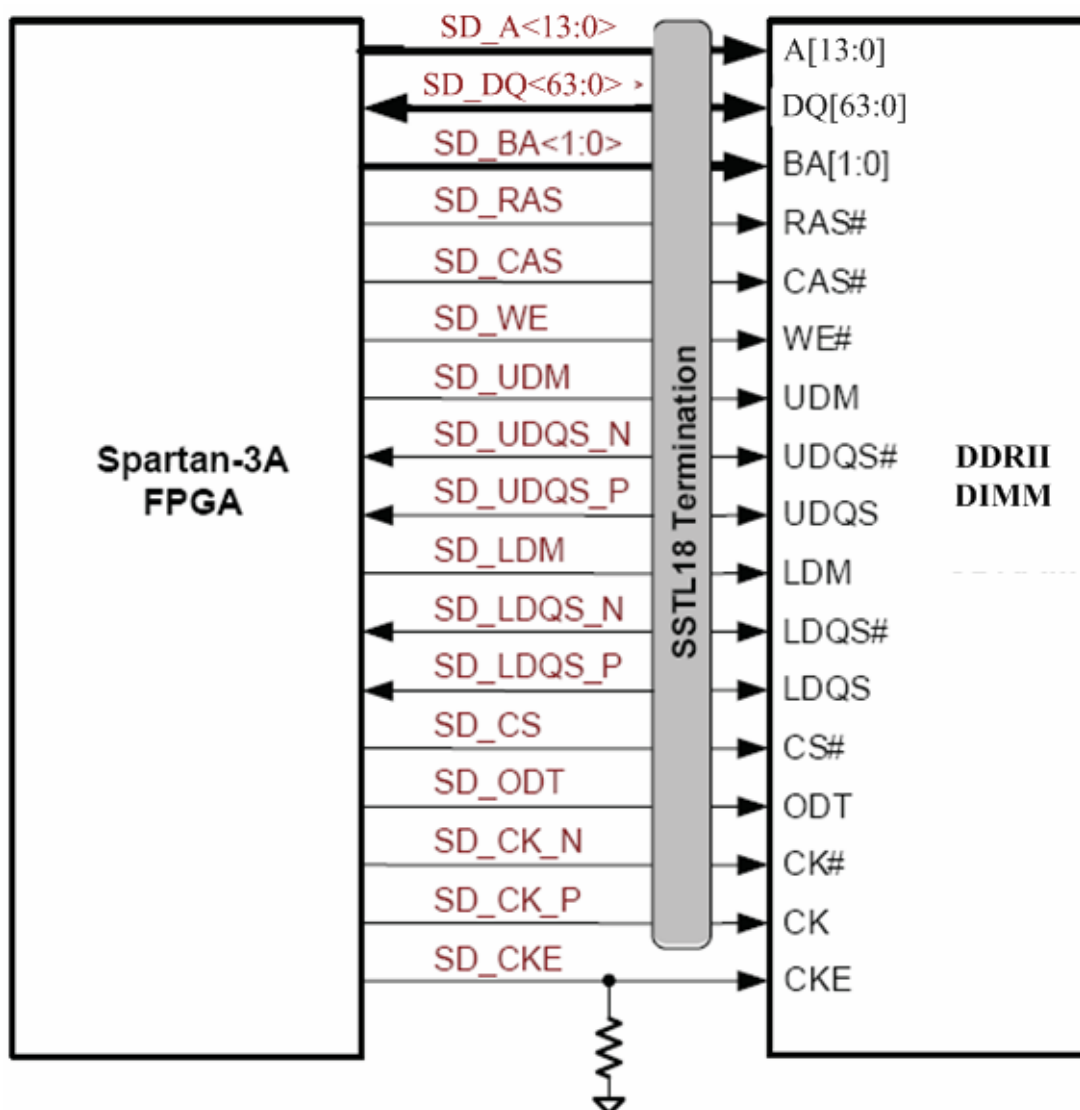 SD_A<13:0>
A[13:0]
SD_DQ<63:0>
DQ[63:0]
SD_BA<1:0>
BA[1:0]
SD_RAS
RAS#
SD_CAS
CAS#
SD_WE
WE#
SD_UDM
UDM
SD_UDQS_N
UDQS#
SD_UDQS_P
UDQS
SD_LDM
LDM
SD_LDQS_N
LDQS#
SD_LDQS_P
LDQS
SD_CS
CS#
SD_ODT
ODT
SD_CK_N
CK#
SD_CK_P
CK
SD_CKE
CKE
Spartan-3A
FPGA
SSTL18 Termination
DDRII
DIMM